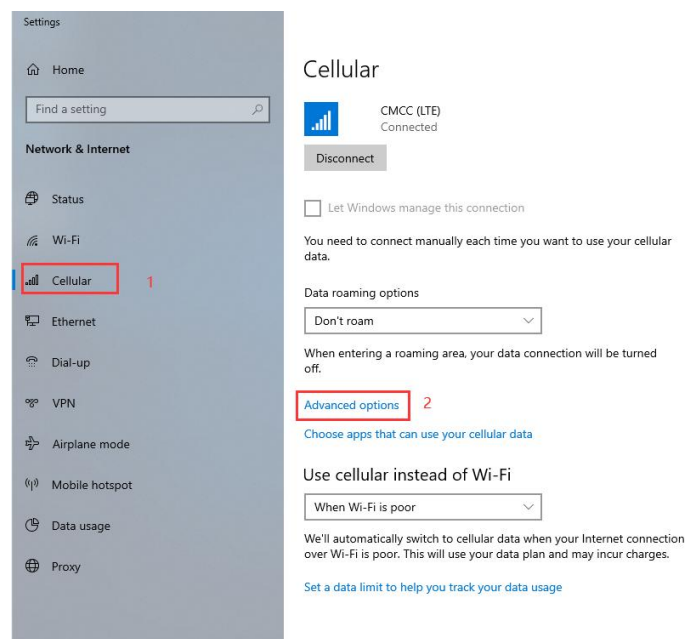 Settings
Home
Find a setting
Network & Internet
Status
Wi-Fi
Cellular
1
Ethernet
Dial-up
VPN
Airplane mode
Mobile hotspot
Data usage
Proxy
Cellular
CMCC (LTE)
Connected
Disconnect
Let Windows manage this connection
You need to connect manually each time you want to use your cellular
data.
Data roaming options
Don't roam
When entering a roaming area, your data connection will be turned
off.
Advanced options
2
Choose apps that can use your cellular data
Use cellular instead of Wi-Fi
When Wi-Fi is poor
We'll automatically switch to cellular data when your Internet connection
over Wi-Fi is poor. This will use your data plan and may incur charges.
Set a data limit to help you track your data usage